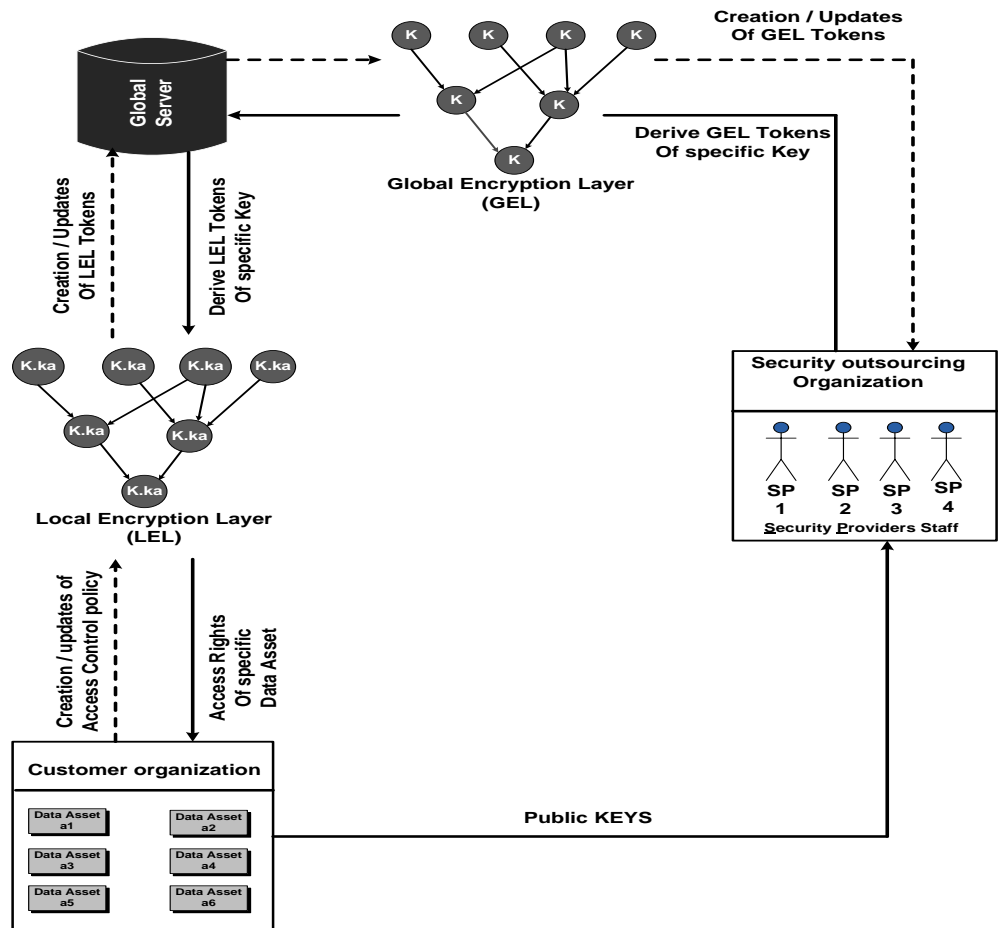 Creation / Updates
Of GEL Tokens
K K K K
K K
K
Global
Server
Derive GEL Tokens
Of specific Key
Global Encryption Layer
(GEL)
Creation / Updates
Of LEL Tokens
Derive LEL Tokens
Of specific Key
K.ka K.ka K.ka K.ka
K.ka K.ka
K.ka
Local Encryption Layer
(LEL)
Security outsourcing
Organization
SP SP SP SP
1 2 3 4
Security Providers Staff
Creation / updates of
Access Control policy
Access Rights
Of specific
Data Asset
Customer organization
Data Asset
a1
Data Asset
a2
Data Asset
a3
Data Asset
a4
Data Asset
a5
Data Asset
a6
Public KEYS